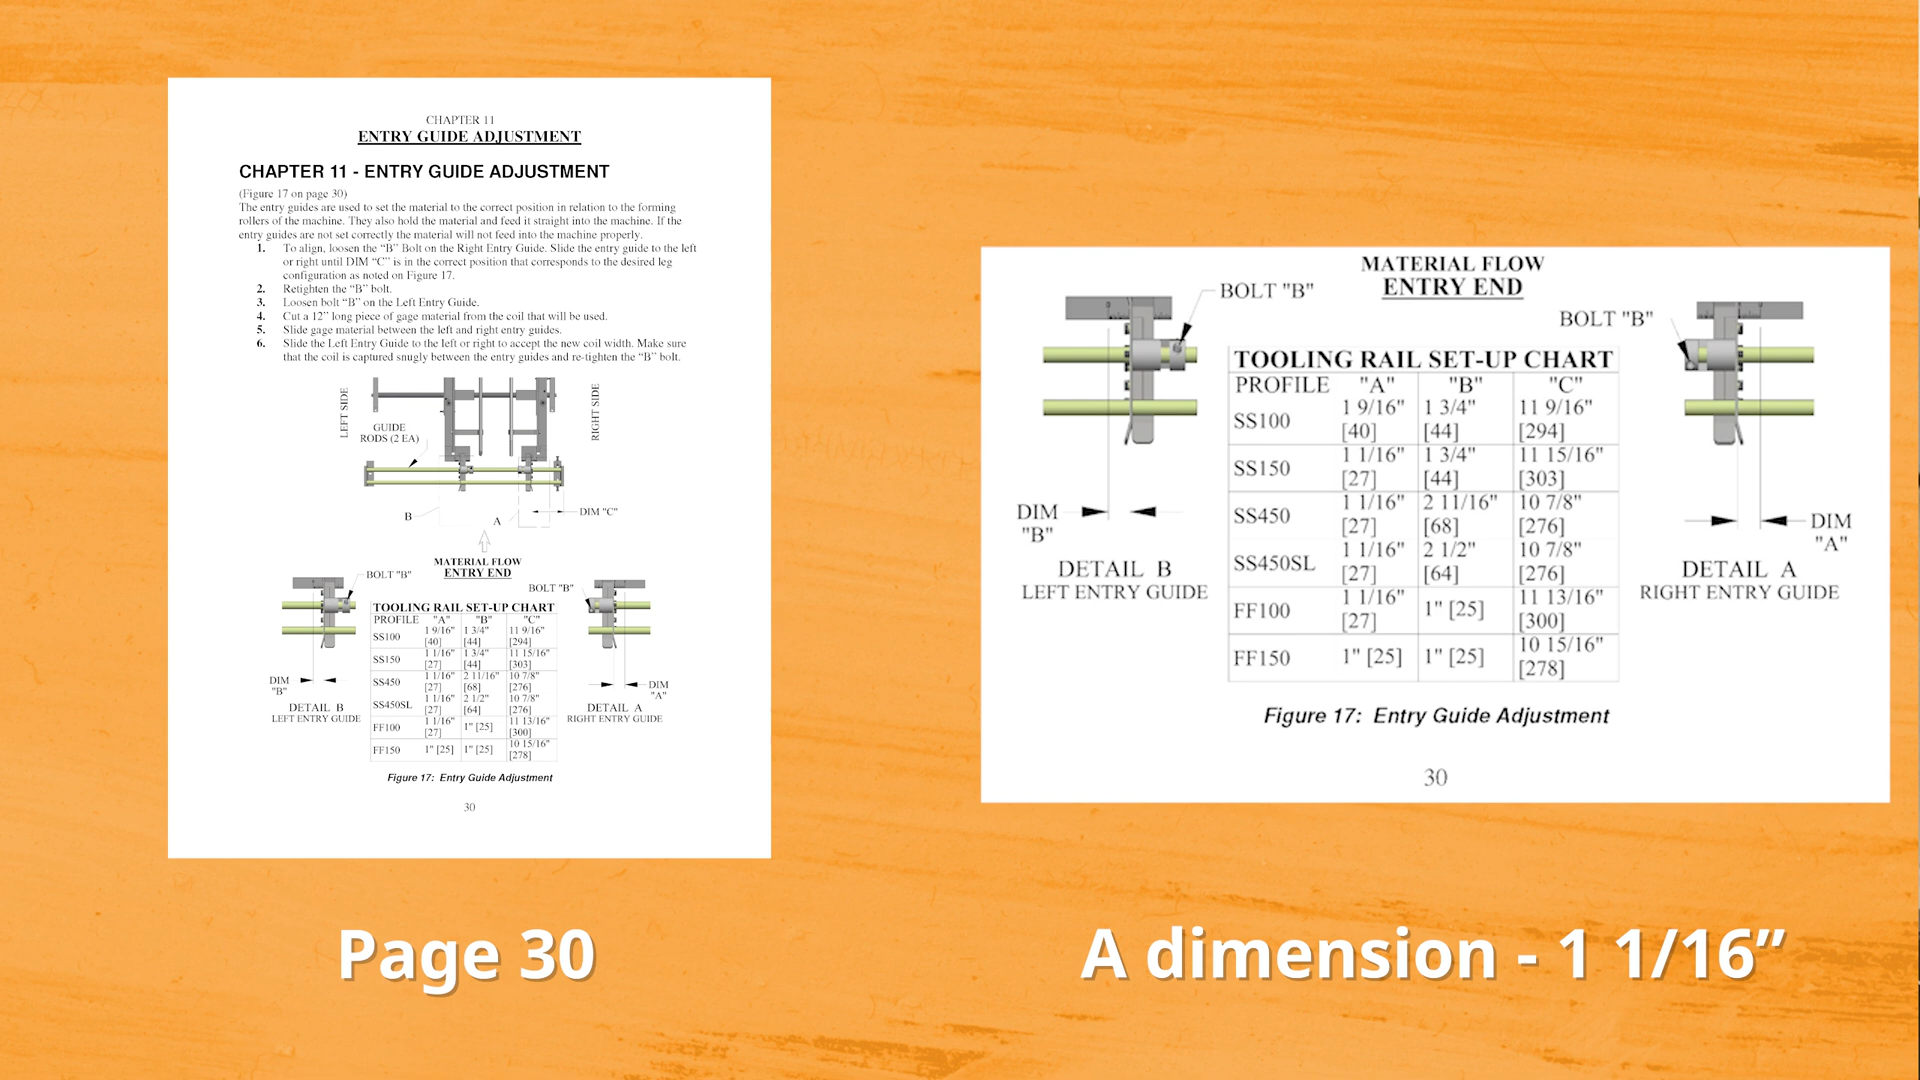 CHAPTER 11
ENTRY GUIDE ADJUSTMENT
CHAPTER 11 - ENTRY GUIDE ADJUSTMENT
(Figure 17 on page 30)
The entry guides are used to set the material to the correct position in relation to the forming
rollers of the machine. They also hold the material and feed it straight into the machine. If the
entry guides are not set correctly the material will not feed into the machine properly.
1. To align, loosen the “B” Bolt on the Right Entry Guide. Slide the entry guide to the left
or right until DIM “C” is in the correct position that corresponds to the desired leg
configuration as noted on Figure 17.
2. Retighten the “B” bolt.
3. Loosen bolt “B” on the Left Entry Guide.
4. Cut a 12” long piece of gage material from the coil that will be used.
5. Slide gage material between the left and right entry guides.
6. Slide the Left Entry Guide to the left or right to accept the new coil width. Make sure
that the coil is captured snugly between the entry guides and re-tighten the “B” bolt.
LEFT SIDE
RIGHT SIDE
GUIDE
RODS (2 EA)
DIM "C"
B
A
MATERIAL FLOW
ENTRY END
BOLT "B"
BOLT "B"
TOOLING RAIL SET-UP CHART
PROFILE "A" "B" "C"
SS100 1 9/16" [40] 1 3/4" [44] 11 9/16" [294]
SS150 1 1/16" [27] 1 3/4" [44] 11 15/16" [303]
SS450 1 1/16" [27] 2 11/16" [68] 10 7/8" [276]
SS450SL 1 1/16" [27] 2 1/2" [64] 10 7/8" [276]
FF100 1 1/16" [27] 1" [25] 11 13/16" [300]
FF150 1" [25] 1" [25] 10 15/16" [278]
DIM
"B"
DETAIL B
LEFT ENTRY GUIDE
DIM
"A"
DETAIL A
RIGHT ENTRY GUIDE
Figure 17: Entry Guide Adjustment
30
Page 30
MATERIAL FLOW
ENTRY END
BOLT "B"
BOLT "B"
TOOLING RAIL SET-UP CHART
PROFILE "A" "B" "C"
SS100 1 9/16" [40] 1 3/4" [44] 11 9/16" [294]
SS150 1 1/16" [27] 1 3/4" [44] 11 15/16" [303]
SS450 1 1/16" [27] 2 11/16" [68] 10 7/8" [276]
SS450SL 1 1/16" [27] 2 1/2" [64] 10 7/8" [276]
FF100 1 1/16" [27] 1" [25] 11 13/16" [300]
FF150 1" [25] 1" [25] 10 15/16" [278]
DIM
"B"
DETAIL B
LEFT ENTRY GUIDE
DIM
"A"
DETAIL A
RIGHT ENTRY GUIDE
Figure 17: Entry Guide Adjustment
30
A dimension - 1 1/16”